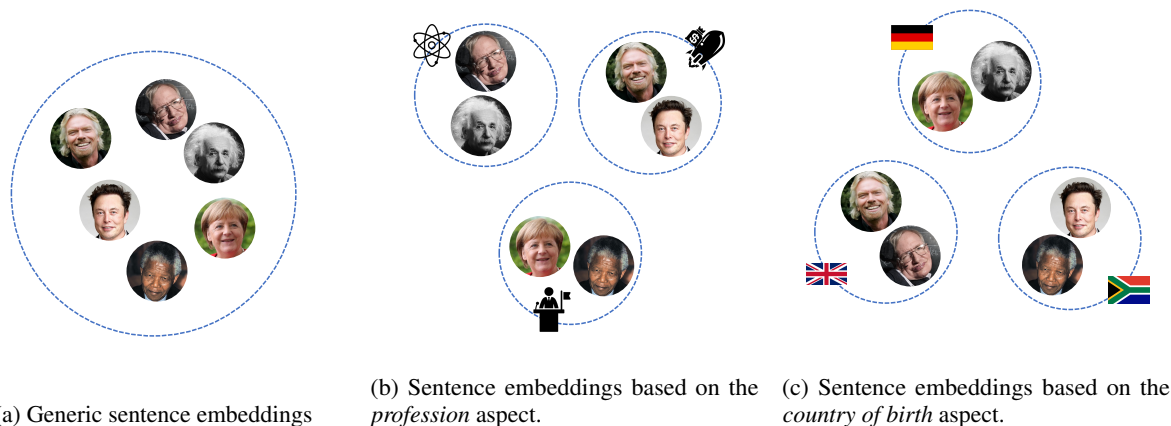 (a) Generic sentence embeddings
(b) Sentence embeddings based on the
profession aspect.
(c) Sentence embeddings based on the
country of birth aspect.